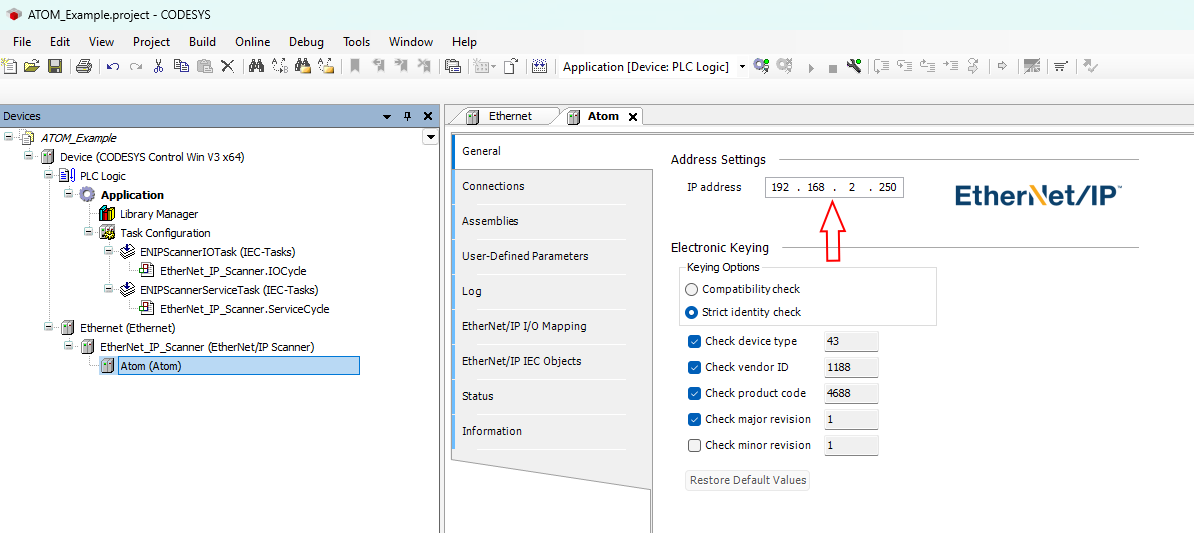 ATOM_Example.project - CODESYS
File Edit View Project Build Online Debug Tools Window Help
Application [Device: PLC Logic]
Devices
ATOM_Example
Device (CODESYS Control Win V3 x64)
PLC Logic
Application
Library Manager
Task Configuration
ENIPScannerIOTask (IEC-Tasks)
EtherNet_IP_Scanner.IOCycle
ENIPScannerServiceTask (IEC-Tasks)
EtherNet_IP_Scanner.ServiceCycle
Ethernet (Ethernet)
EtherNet_IP_Scanner (EtherNet/IP Scanner)
Atom (Atom)
Ethernet Atom
General
Connections
Assemblies
User-Defined Parameters
Log
EtherNet/IP I/O Mapping
EtherNet/IP IEC Objects
Status
Information
Address Settings
IP address 192 . 168 . 2 . 250
EtherNet/IP™
Electronic Keying
Keying Options
Compatibility check
Strict identity check
Check device type 43
Check vendor ID 1188
Check product code 4688
Check major revision 1
Check minor revision 1
Restore Default Values